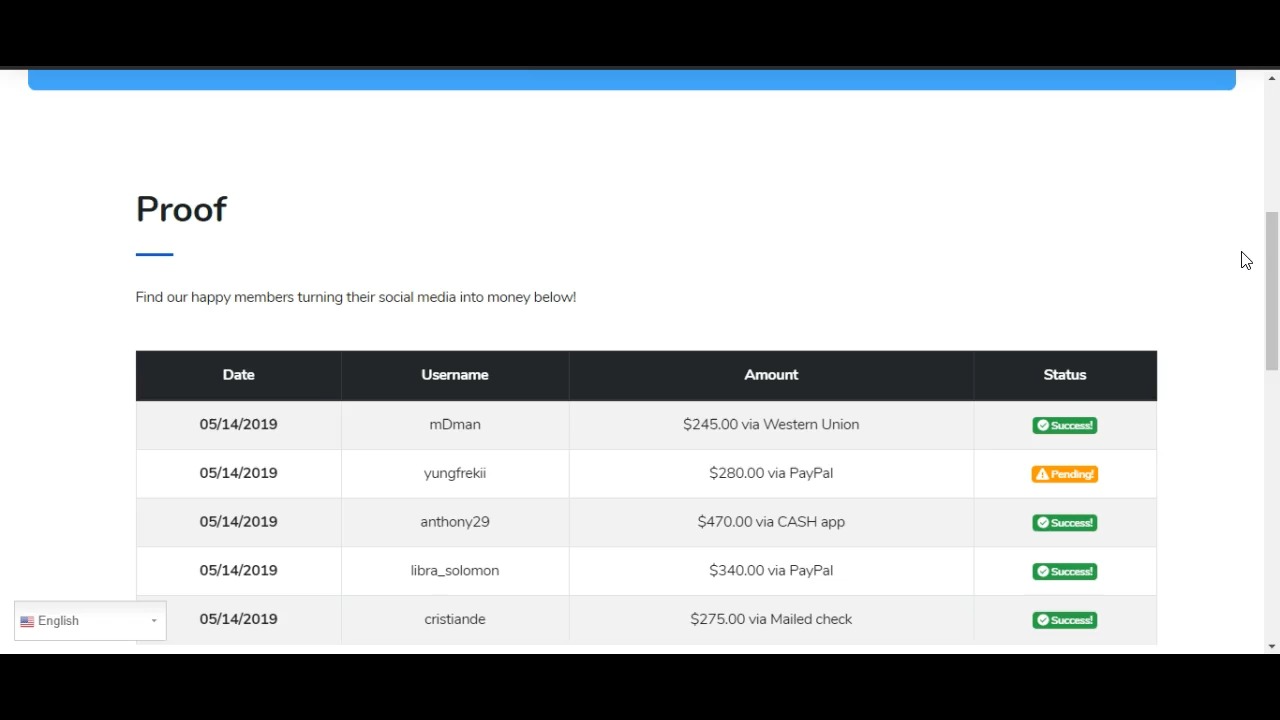 Proof
Find our happy members turning their social media into money below!
Date Username Amount Status
05/14/2019 mDman $245.00 via Western Union Success!
05/14/2019 yungfrekii $280.00 via PayPal Pending!
05/14/2019 anthony29 $470.00 via CASH app Success!
05/14/2019 libra_solomon $340.00 via PayPal Success!
05/14/2019 cristiande $275.00 via Mailed check Success!
English